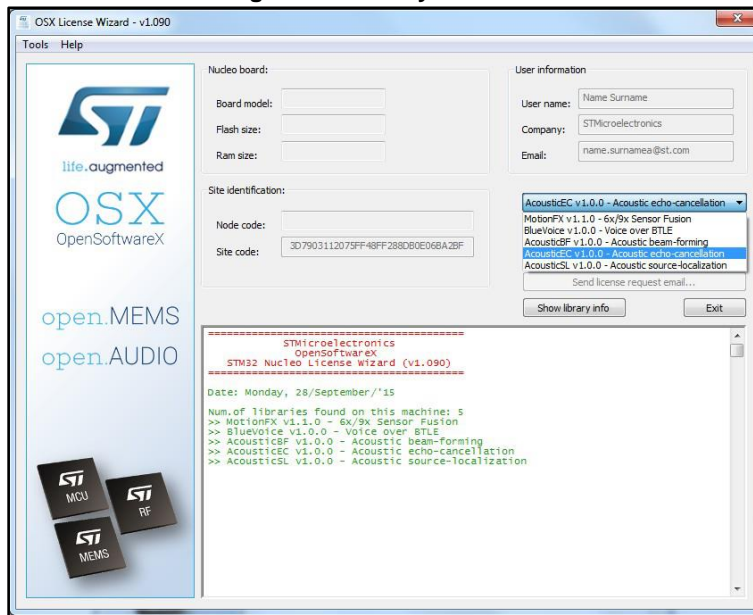 OSX License Wizard - v1.090
Tools Help
life.augmented
OSX
OpenSoftwareX
open.MEMS
open.AUDIO
MCU
RF
MEMS
Nucleo board:
Board model:
Flash size:
Ram size:
User information
User name: Name Surname
Company: STMicroelectronics
Email: name.surnamea@st.com
Site identification:
Node code:
Site code: 3D7903112075FF48FF288DB0E06BA2BF
AcousticEC v1.0.0 - Acoustic echo-cancellation
MotionFX v1.1.0 - 6x/9x Sensor Fusion
BlueVoice v1.0.0 - Voice over BTLE
AcousticBF v1.0.0 - Acoustic beam-forming
AcousticEC v1.0.0 - Acoustic echo-cancellation
AcousticSL v1.0.0 - Acoustic source-localization
Send license request email...
Show library info Exit
========================================
STMicroelectronics
OpenSoftwareX
STM32 Nucleo License Wizard (v1.090)
========================================
Date: Monday, 28/September/'15
Num.of libraries found on this machine: 5
>> MotionFX v1.1.0 - 6x/9x Sensor Fusion
>> BlueVoice v1.0.0 - Voice over BTLE
>> AcousticBF v1.0.0 - Acoustic beam-forming
>> AcousticEC v1.0.0 - Acoustic echo-cancellation
>> AcousticSL v1.0.0 - Acoustic source-localization